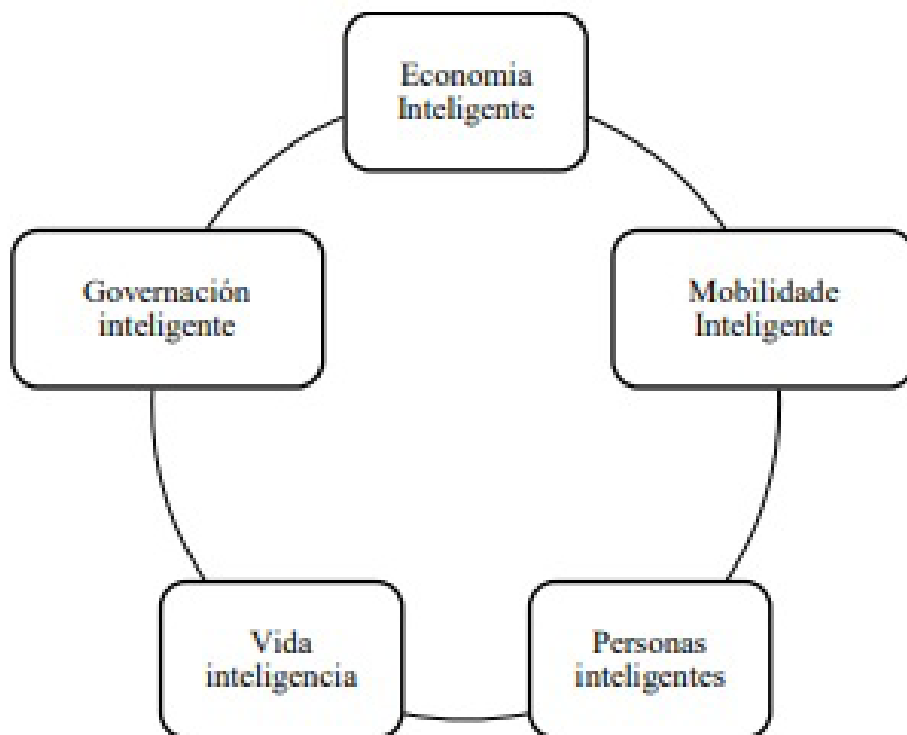 Economia
Inteligente
Governación
inteligente
Mobilidade
Inteligente
Vida
inteligencia
Personas
inteligentes